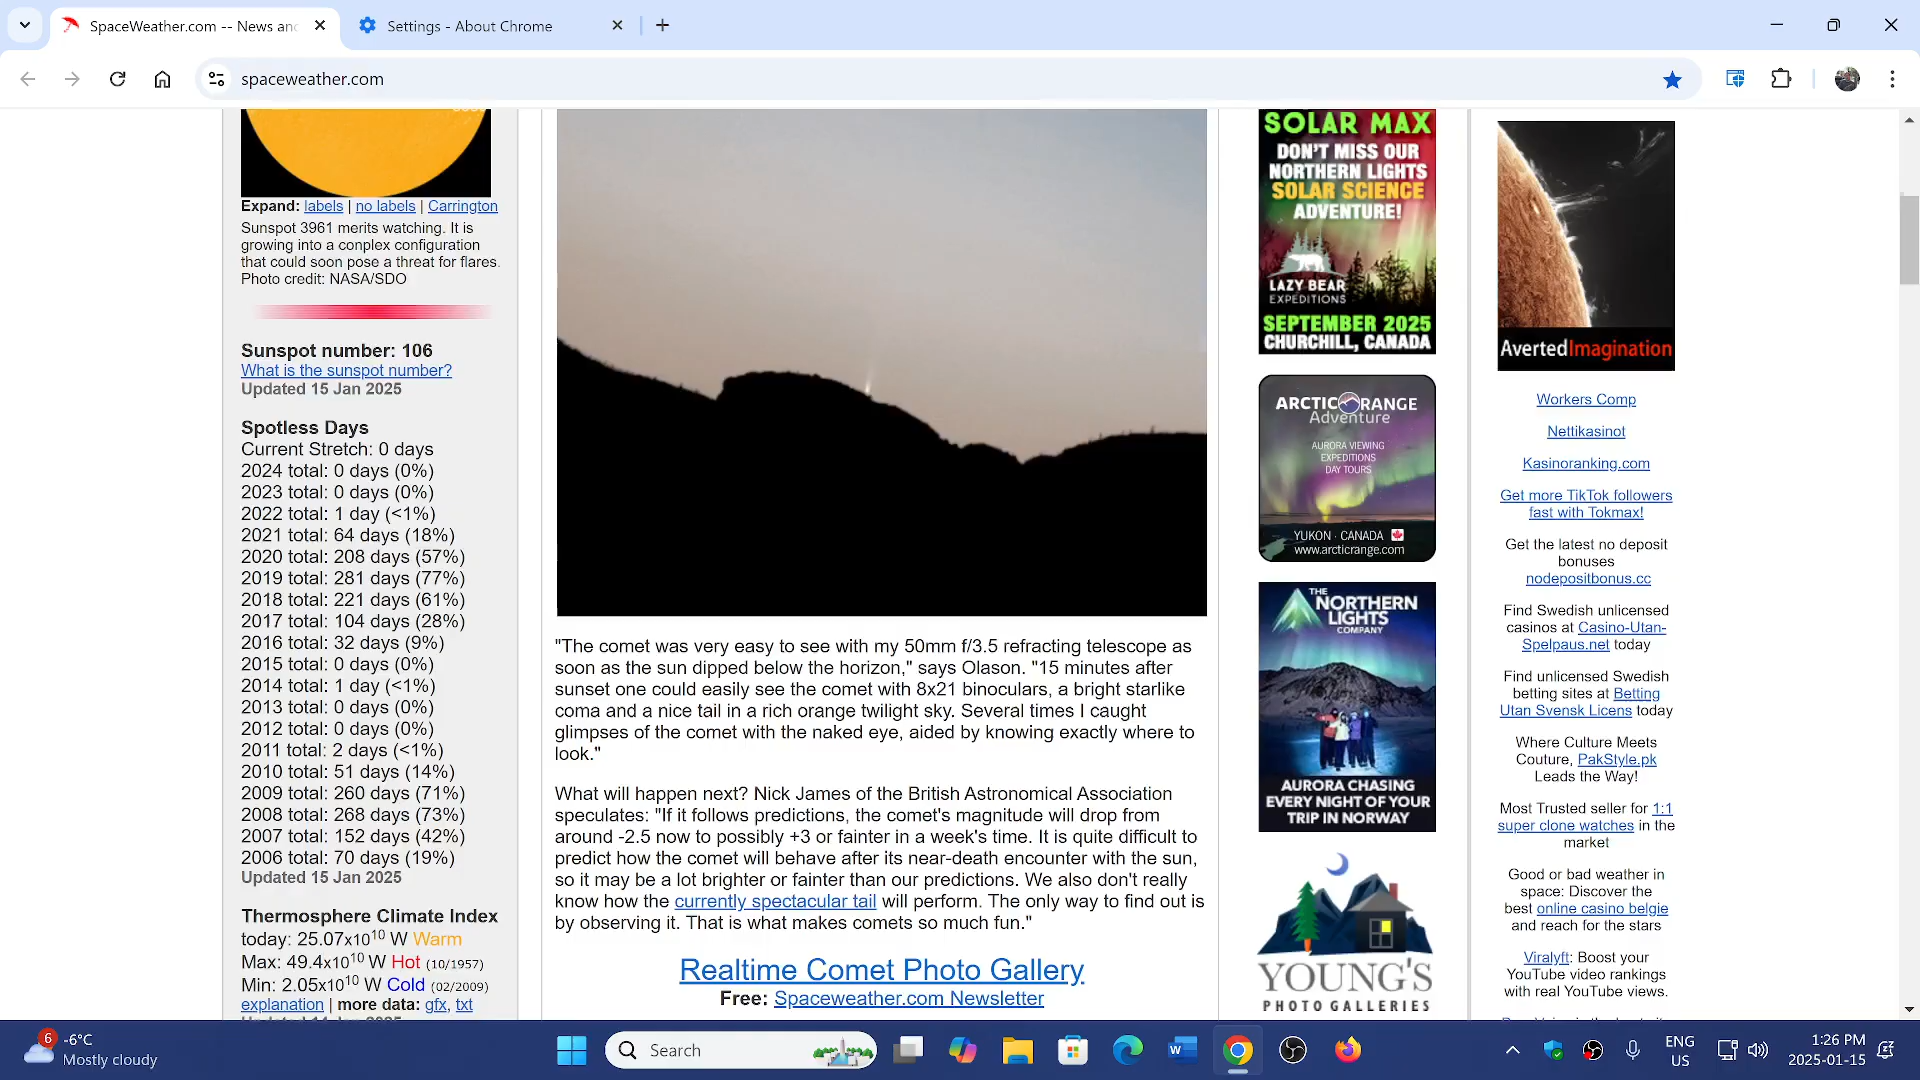 SpaceWeather.com -- News and
Settings - About Chrome
spaceweather.com
Expand: labels | no labels | Carrington
Sunspot 3961 merits watching. It is
growing into a conplex configuration
that could soon pose a threat for flares.
Photo credit: NASA/SDO
Sunspot number: 106
What is the sunspot number?
Updated 15 Jan 2025
Spotless Days
Current Stretch: 0 days
2024 total: 0 days (0%)
2023 total: 0 days (0%)
2022 total: 1 day (<1%)
2021 total: 64 days (18%)
2020 total: 208 days (57%)
2019 total: 281 days (77%)
2018 total: 221 days (61%)
2017 total: 104 days (28%)
2016 total: 32 days (9%)
2015 total: 0 days (0%)
2014 total: 1 day (<1%)
2013 total: 0 days (0%)
2012 total: 0 days (0%)
2011 total: 2 days (<1%)
2010 total: 51 days (14%)
2009 total: 260 days (71%)
2008 total: 268 days (73%)
2007 total: 152 days (42%)
2006 total: 70 days (19%)
Updated 15 Jan 2025
Thermosphere Climate Index
today: 25.07x10^10 W Warm
Max: 49.4x10^10 W Hot (10/1957)
Min: 2.05x10^10 W Cold (02/2009)
explanation | more data: gfx, txt
"The comet was very easy to see with my 50mm f/3.5 refracting telescope as
soon as the sun dipped below the horizon," says Olason. "15 minutes after
sunset one could easily see the comet with 8x21 binoculars, a bright starlike
coma and a nice tail in a rich orange twilight sky. Several times I caught
glimpses of the comet with the naked eye, aided by knowing exactly where to
look."
What will happen next? Nick James of the British Astronomical Association
speculates: "If it follows predictions, the comet's magnitude will drop from
around -2.5 now to possibly +3 or fainter in a week's time. It is quite difficult to
predict how the comet will behave after its near-death encounter with the sun,
so it may be a lot brighter or fainter than our predictions. We also don't really
know how the currently spectacular tail will perform. The only way to find out is
by observing it. That is what makes comets so much fun."
Realtime Comet Photo Gallery
Free: Spaceweather.com Newsletter
SOLAR MAX
DON'T MISS OUR
NORTHERN LIGHTS
SOLAR SCIENCE
ADVENTURE!
LAZY BEAR
EXPEDITIONS
SEPTEMBER 2025
CHURCHILL, CANADA
ARCTIC RANGE
Adventure
AURORA VIEWING
EXPEDITIONS
DAY TOURS
YUKON · CANADA
www.arcticrange.com
THE
NORTHERN
LIGHTS
COMPANY
AURORA CHASING
EVERY NIGHT OF YOUR
TRIP IN NORWAY
YOUNG'S
PHOTO GALLERIES
AvertedImagination
Workers Comp
Nettikasinot
Kasinoranking.com
Get more TikTok followers
fast with Tokmax!
Get the latest no deposit
bonuses
nodepositbonus.cc
Find Swedish unlicensed
casinos at Casino-Utan-
Spelpaus.net today
Find unlicensed Swedish
betting sites at Betting
Utan Svensk Licens today
Where Culture Meets
Couture, PakStyle.pk
Leads the Way!
Most Trusted seller for 1:1
super clone watches in the
market
Good or bad weather in
space: Discover the
best online casino belgie
and reach for the stars
Viralyft: Boost your
YouTube video rankings
with real YouTube views.
6
-6°C
Mostly cloudy
Search
ENG
US
1:26 PM
2025-01-15